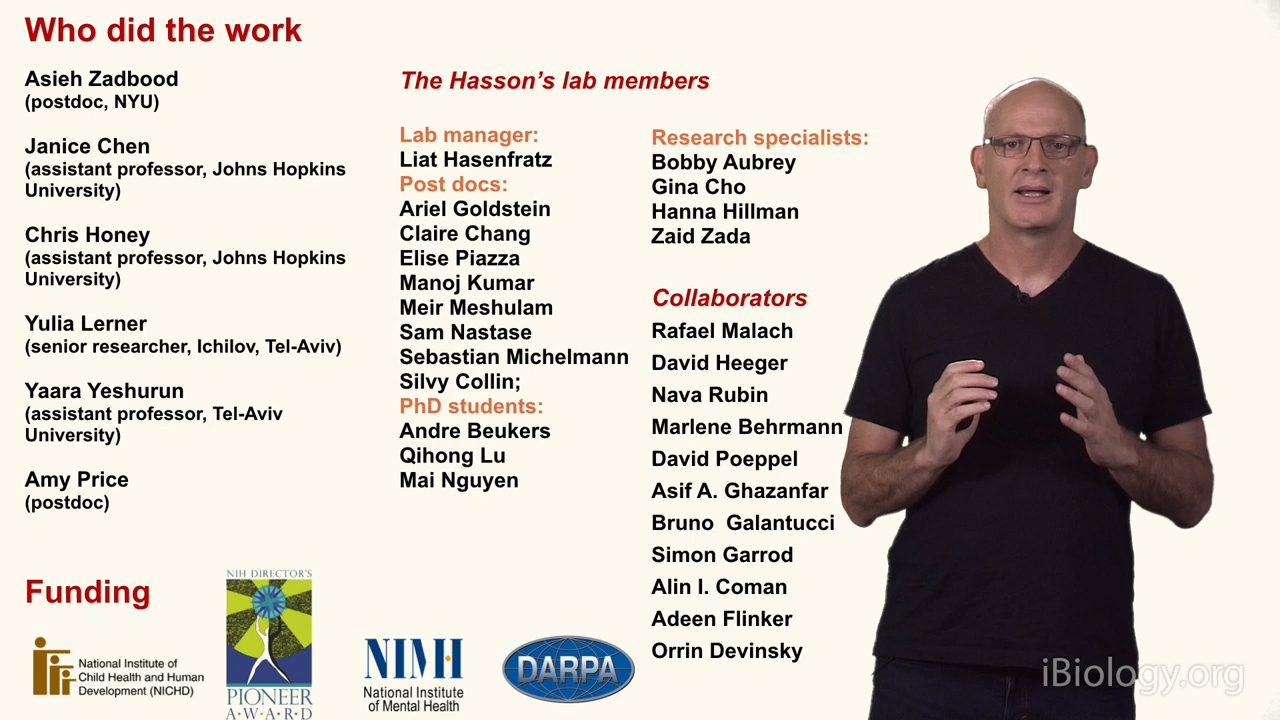 Who did the work
Asieh Zadbood
(postdoc, NYU)
Janice Chen
(assistant professor, Johns Hopkins
University)
Chris Honey
(assistant professor, Johns Hopkins
University)
Yulia Lerner
(senior researcher, Ichilov, Tel-Aviv)
Yaara Yeshurun
(assistant professor, Tel-Aviv
University)
Amy Price
(postdoc)
The Hasson's lab members
Lab manager:
Liat Hasenfratz
Post docs:
Ariel Goldstein
Claire Chang
Elise Piazza
Manoj Kumar
Meir Meshulam
Sam Nastase
Sebastian Michelmann
Silvy Collin;
PhD students:
Andre Beukers
Qihong Lu
Mai Nguyen
Research specialists:
Bobby Aubrey
Gina Cho
Hanna Hillman
Zaid Zada
Collaborators
Rafael Malach
David Heeger
Nava Rubin
Marlene Behrmann
David Poeppel
Asif A. Ghazanfar
Bruno  Galantucci
Simon Garrod
Alin I. Coman
Adeen Flinker
Orrin Devinsky
Funding
National Institute of
Child Health and Human
Development (NICHD)
NIH DIRECTOR'S
PIONEER
A•W•A•R•D
NIMH
National Institute
of Mental Health
DARPA
iBiology.org